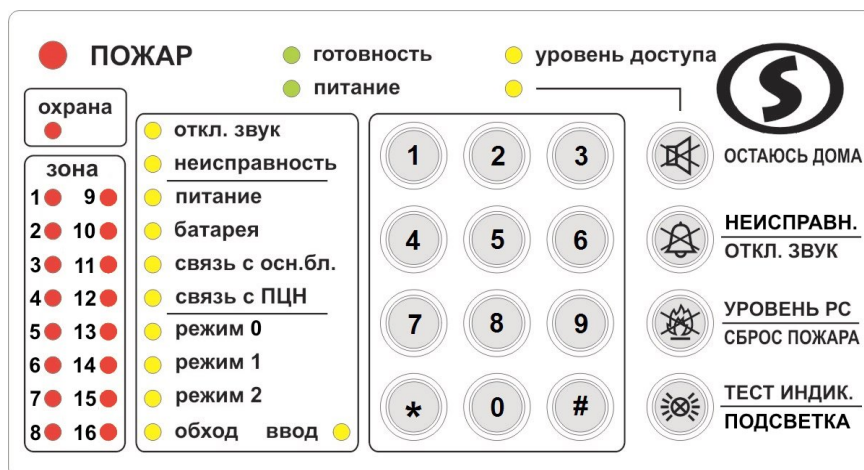 ПОЖАР
готовность
уровень доступа
питание
охрана
зона
1 9
2 10
3 11
4 12
5 13
6 14
7 15
8 16
откл. звук
неисправность
питание
батарея
связь с осн.бл.
связь с ПЦН
режим 0
режим 1
режим 2
обход ввод
1 2 3
4 5 6
7 8 9
* 0 #
S
ОСТАЮСЬ ДОМА
НЕИСПРАВН.
ОТКЛ. ЗВУК
УРОВЕНЬ РС
СБРОС ПОЖАРА
ТЕСТ ИНДИК.
ПОДСВЕТКА